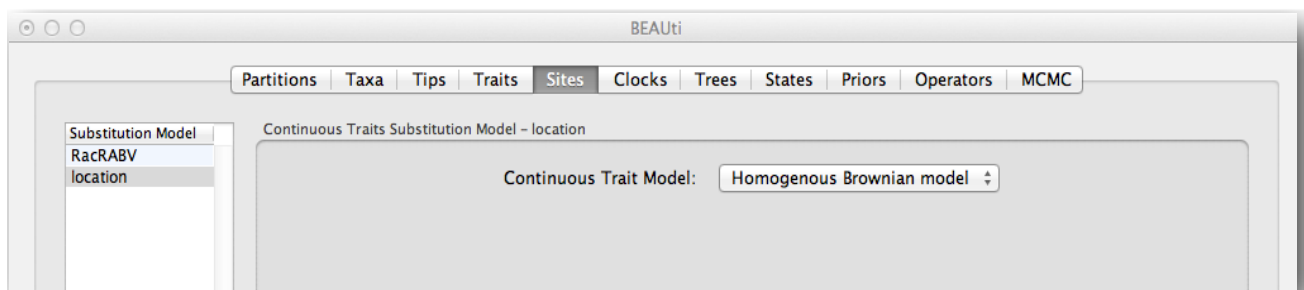 BEAUti
Partitions Taxa Tips Traits Sites Clocks Trees States Priors Operators MCMC
Substitution Model
RacRABV
location
Continuous Traits Substitution Model – location
Continuous Trait Model: Homogenous Brownian model